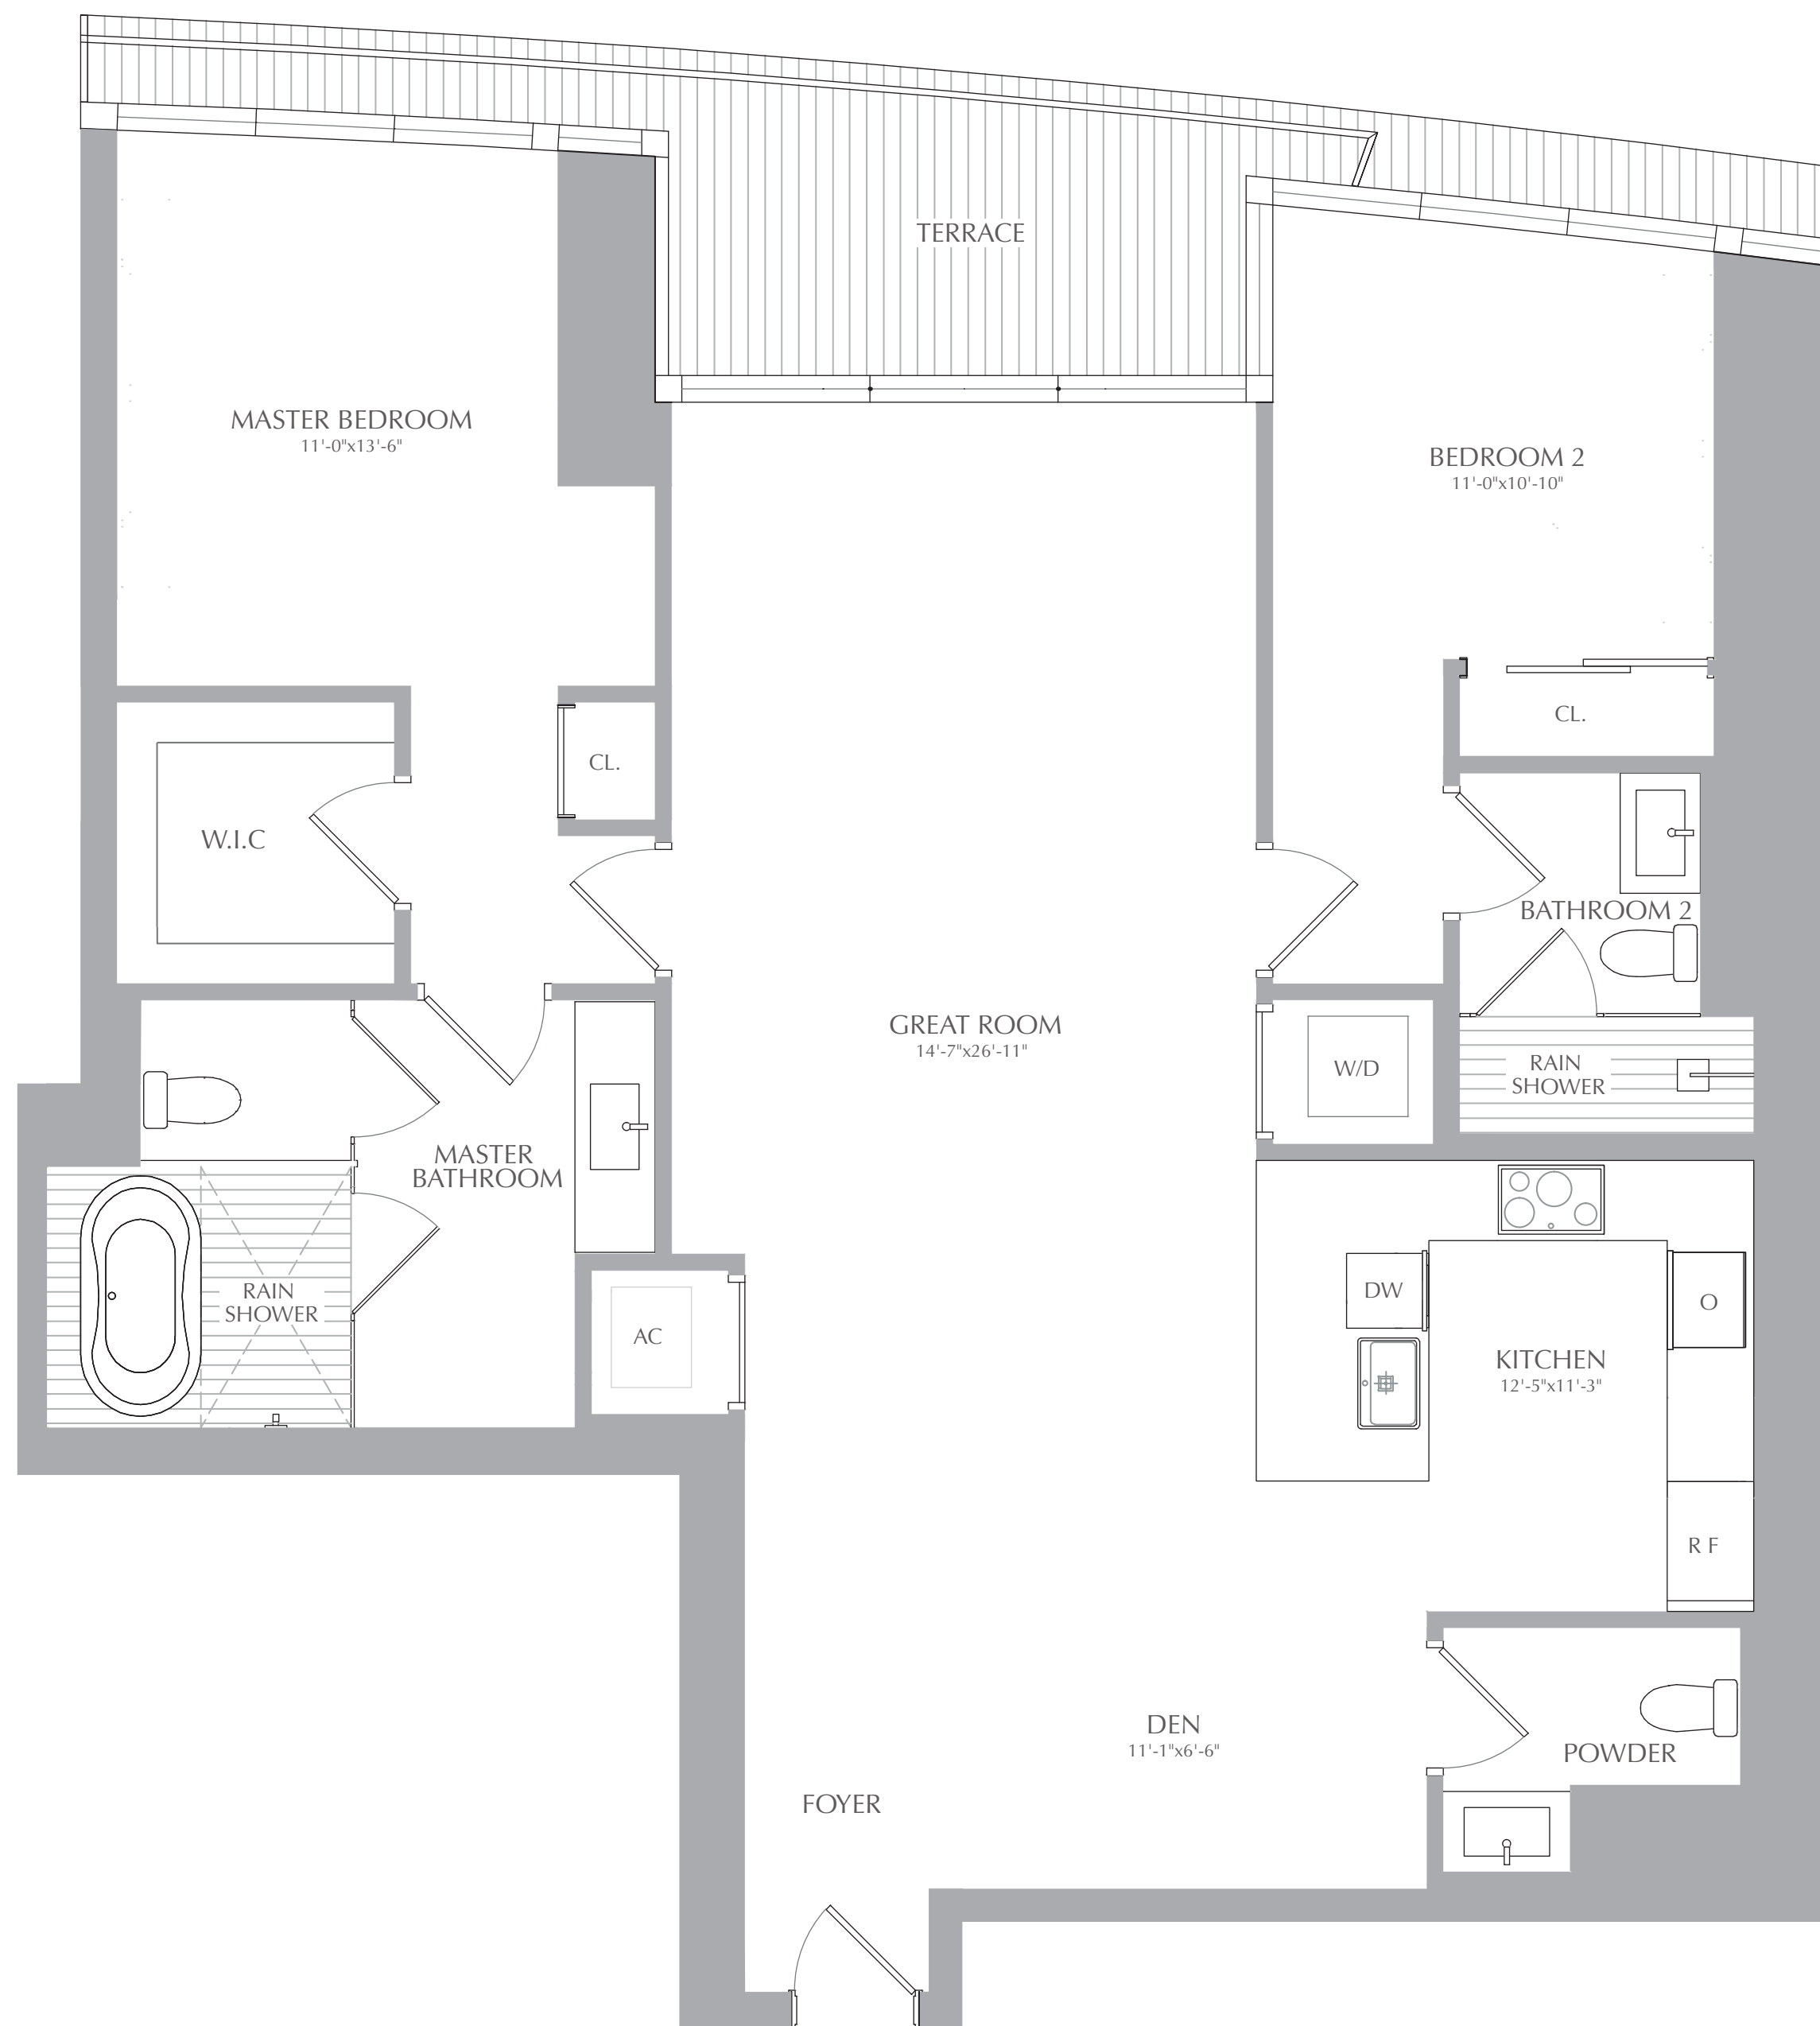 TERRACE
MASTER BEDROOM
11'-0"x13'-6"
BEDROOM 2
11'-0"x10'-10"
CL.
CL.
W.I.C
BATHROOM 2
GREAT ROOM
14'-7"x26'-11"
W/D
RAIN
SHOWER
MASTER
BATHROOM
RAIN
SHOWER
AC
DW
O
KITCHEN
12'-5"x11'-3"
R F
DEN
11'-1"x6'-6"
POWDER
FOYER